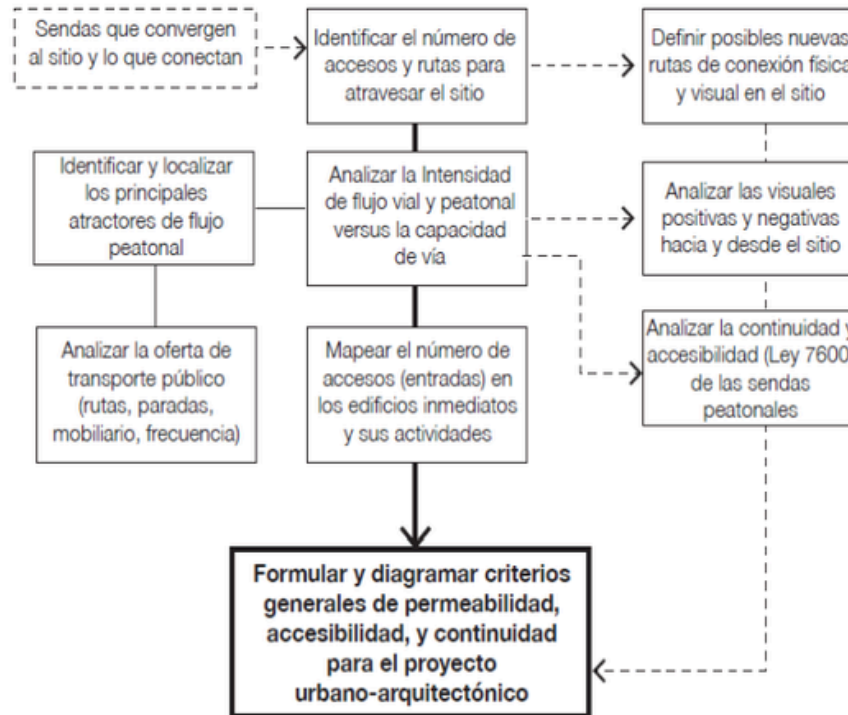 Sendas que convergen
al sitio y lo que conectan
Identificar el número de
accesos y rutas para
atravesar el sitio
Definir posibles nuevas
rutas de conexión física
y visual en el sitio
Identificar y localizar
los principales
atractores de flujo
peatonal
Analizar la Intensidad
de flujo vial y peatonal
versus la capacidad
de vía
Analizar las visuales
positivas y negativas
hacia y desde el sitio
Analizar la oferta de
transporte público
(rutas, paradas,
mobiliario, frecuencia)
Mapear el número de
accesos (entradas) en
los edificios inmediatos
y sus actividades
Analizar la continuidad y
accesibilidad (Ley 7600
de las sendas
peatonales
Formular y diagramar criterios
generales de permeabilidad,
accesibilidad, y continuidad
para el proyecto
urbano-arquitectónico